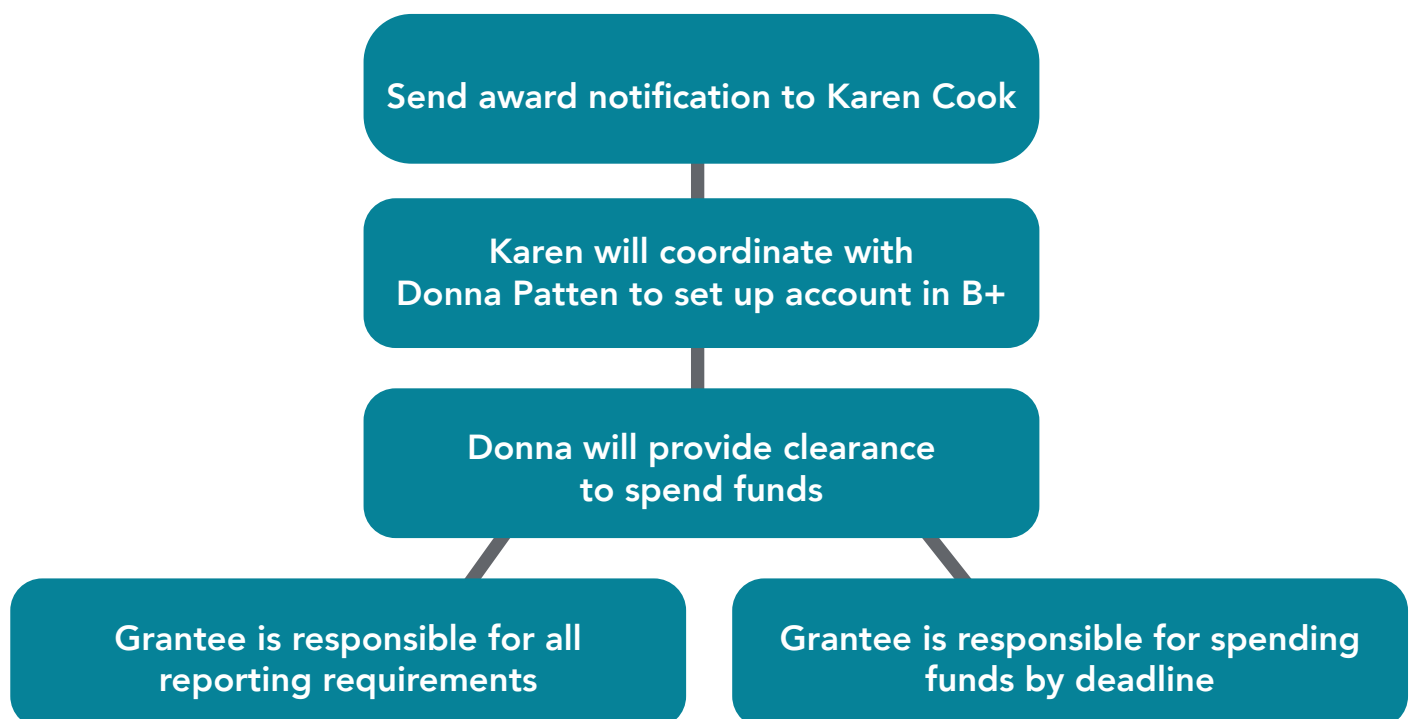 Send award notification to Karen Cook
Karen will coordinate with
Donna Patten to set up account in B+
Donna will provide clearance
to spend funds
Grantee is responsible for all
reporting requirements
Grantee is responsible for spending
funds by deadline